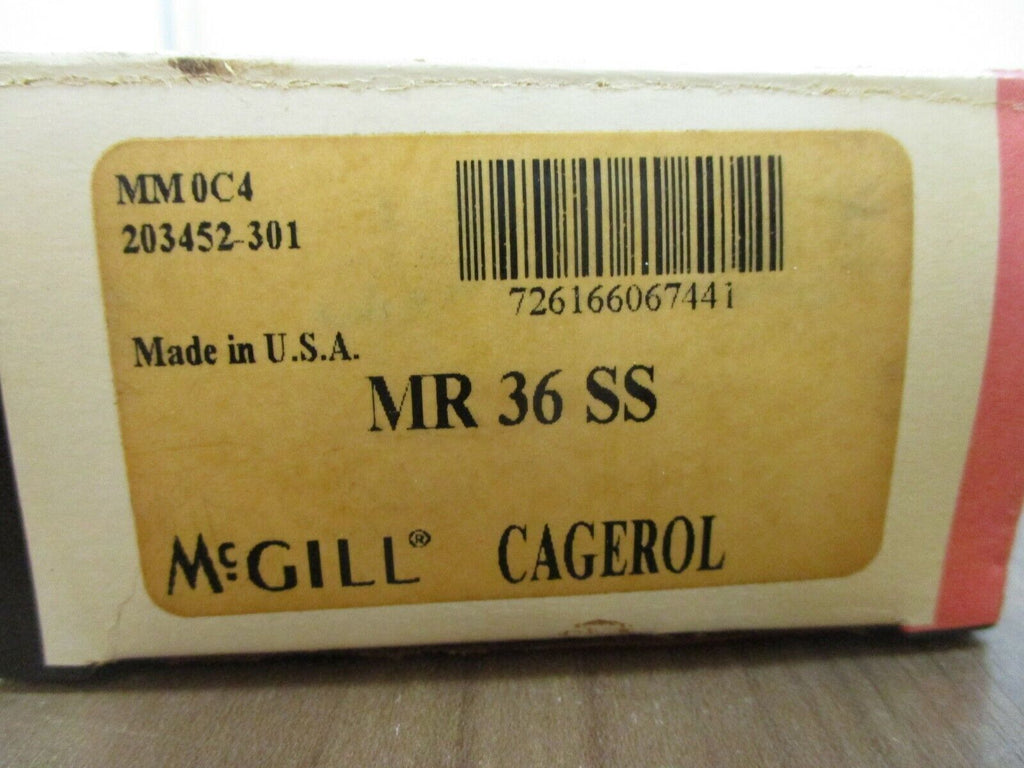 MM 0C4
203452-301
726166067441
Made in U.S.A.
MR 36 SS
McGILL® CAGEROL